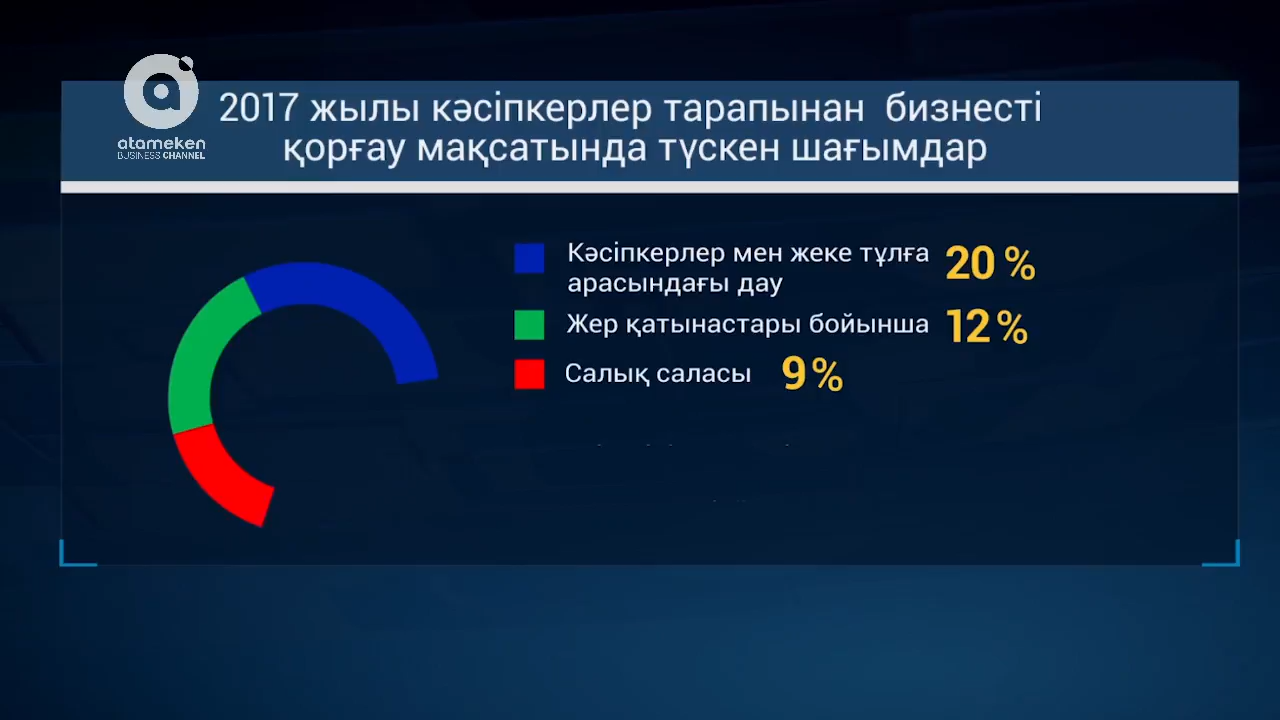 atameken
BUSINESS CHANNEL
2017 жылы кәсіпкерлер тарапынан бизнесті
қорғау мақсатында түскен шағымдар
Кәсіпкерлер мен жеке тұлға
арасындағы дау
20 %
Жер қатынастары бойынша 12 %
Салық саласы 9 %